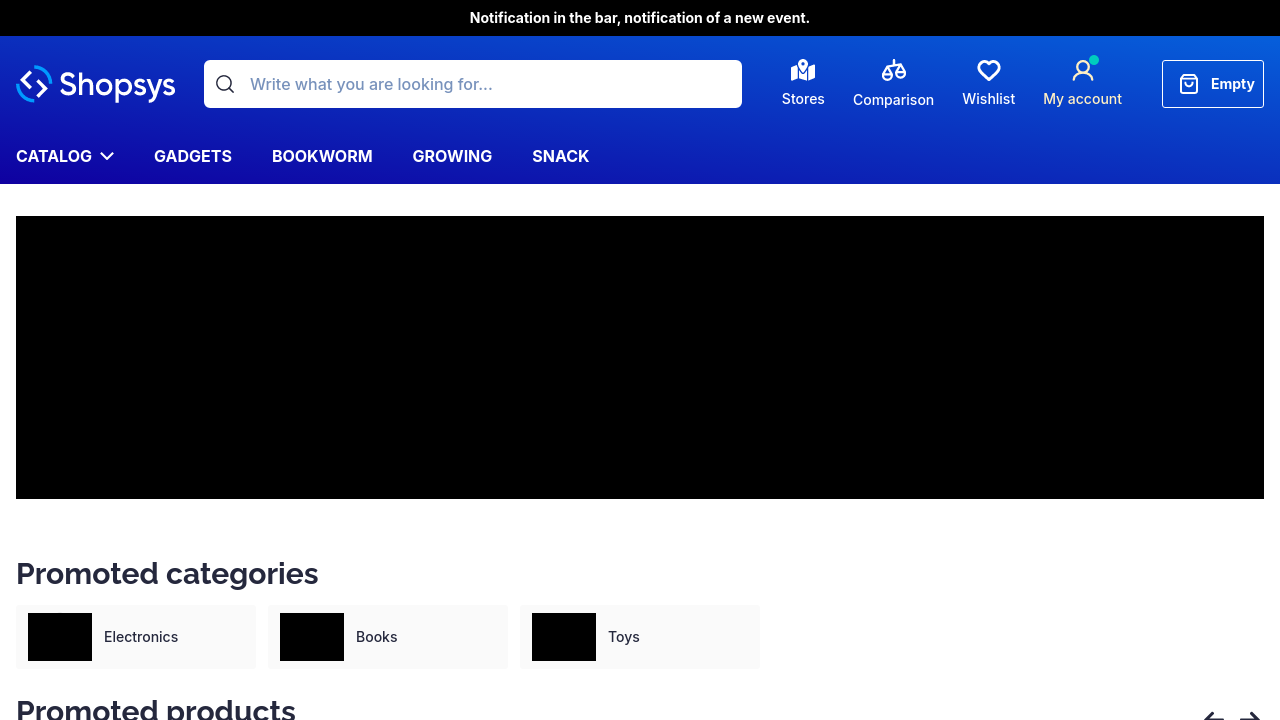 Notification in the bar, notification of a new event.
Shopsys
Write what you are looking for...
Stores
Comparison
Wishlist
My account
Empty
CATALOG
GADGETS
BOOKWORM
GROWING
SNACK
Promoted categories
Electronics
Books
Toys
Promoted products